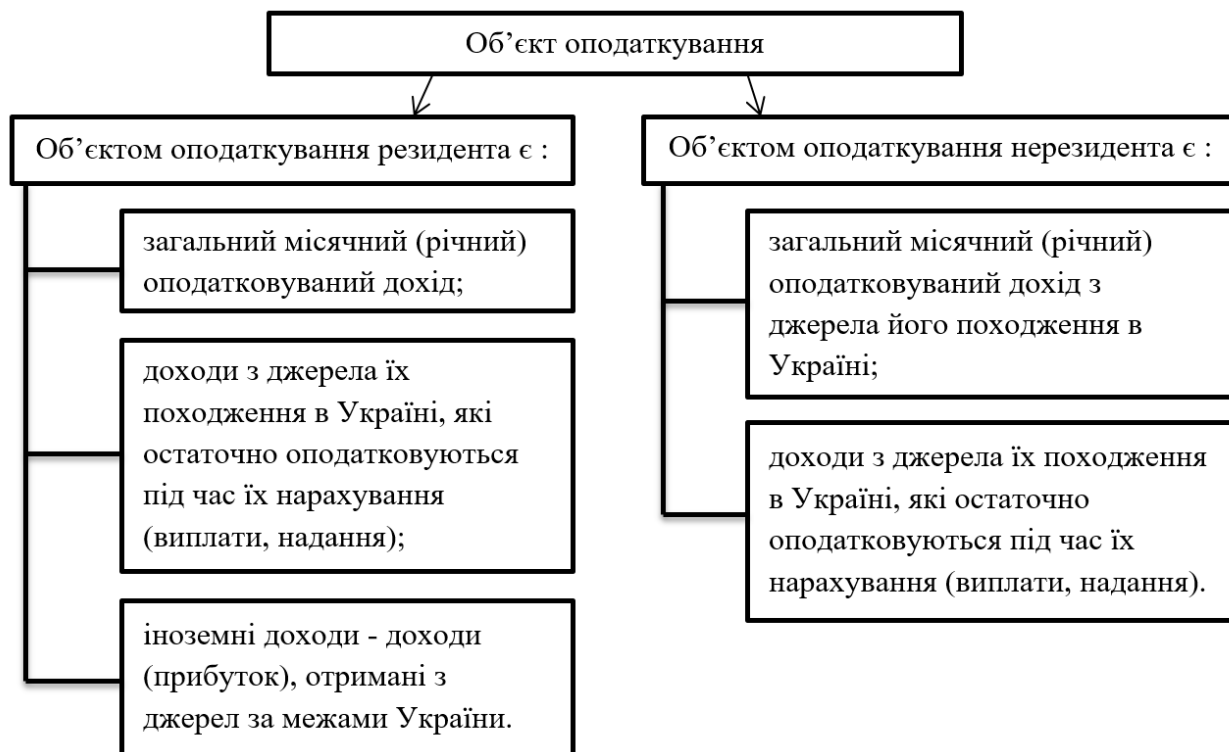 Об’єкт оподаткування
Об’єктом оподаткування резидента є :
загальний місячний (річний)
оподатковуваний дохід;
доходи з джерела їх
походження в Україні, які
остаточно оподатковуються
під час їх нарахування
(виплати, надання);
іноземні доходи - доходи
(прибуток), отримані з
джерел за межами України.
Об’єктом оподаткування нерезидента є :
загальний місячний (річний)
оподатковуваний дохід з
джерела його походження в
Україні;
доходи з джерела їх походження
в Україні, які остаточно
оподатковуються під час їх
нарахування (виплати, надання).